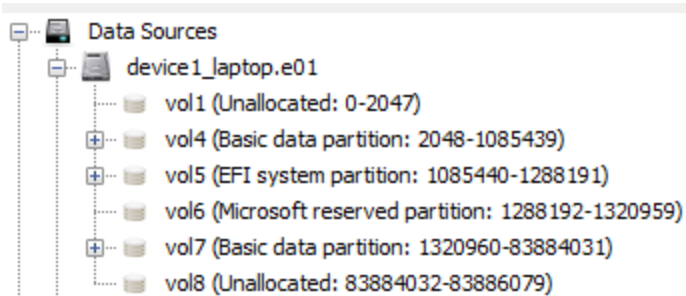 Data Sources
device1_laptop.e01
vol1 (Unallocated: 0-2047)
vol4 (Basic data partition: 2048-1085439)
vol5 (EFI system partition: 1085440-1288191)
vol6 (Microsoft reserved partition: 1288192-1320959)
vol7 (Basic data partition: 1320960-83884031)
vol8 (Unallocated: 83884032-83886079)